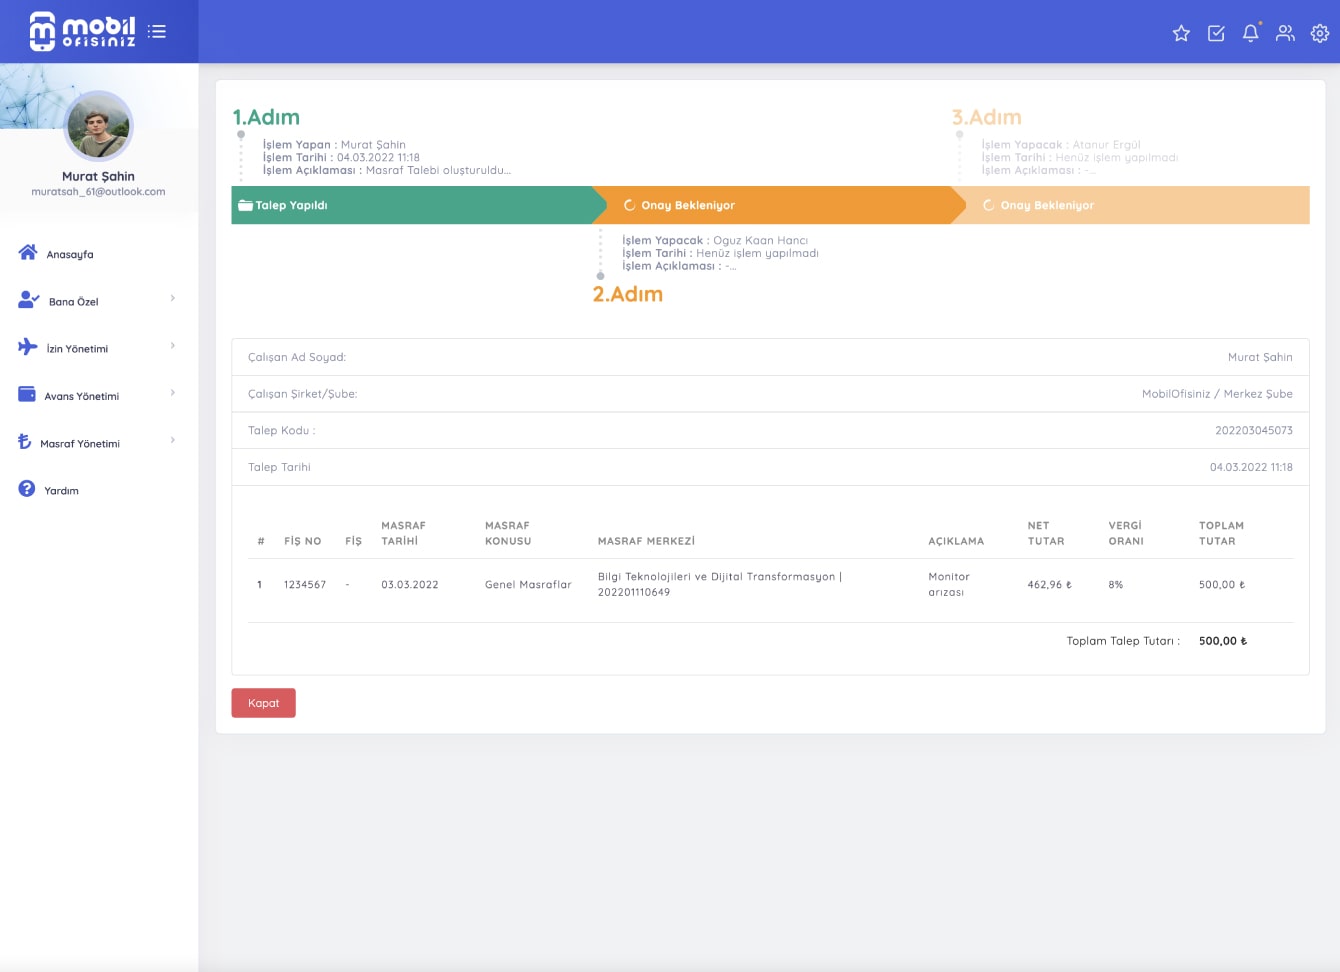 mobil
ofisiniz
Murat Şahin
muratsah_61@outlook.com
Anasayfa
Bana Özel
İzin Yönetimi
Avans Yönetimi
Masraf Yönetimi
Yardım
1.Adım
İşlem Yapan : Murat Şahin
İşlem Tarihi : 04.03.2022 11:18
İşlem Açıklaması : Masraf Talebi oluşturuldu...
3.Adım
İşlem Yapacak : Atanur Ergül
İşlem Tarihi : Henüz işlem yapılmadı
İşlem Açıklaması : -...
Talep Yapıldı
Onay Bekleniyor
Onay Bekleniyor
İşlem Yapacak : Oguz Kaan Hancı
İşlem Tarihi : Henüz işlem yapılmadı
İşlem Açıklaması : -...
2.Adım
Çalışan Ad Soyad: Murat Şahin
Çalışan Şirket/Şube: MobilOfisiniz / Merkez Şube
Talep Kodu : 202203045073
Talep Tarihi 04.03.2022 11:18
# FİŞ NO FİŞ MASRAF TARİHİ MASRAF KONUSU MASRAF MERKEZİ AÇIKLAMA NET TUTAR VERGİ ORANI TOPLAM TUTAR
1 1234567 - 03.03.2022 Genel Masraflar Bilgi Teknolojileri ve Dijital Transformasyon | 202201110649 Monitor arızası 462,96 ₺ 8% 500,00 ₺
Toplam Talep Tutarı : 500,00 ₺
Kapat